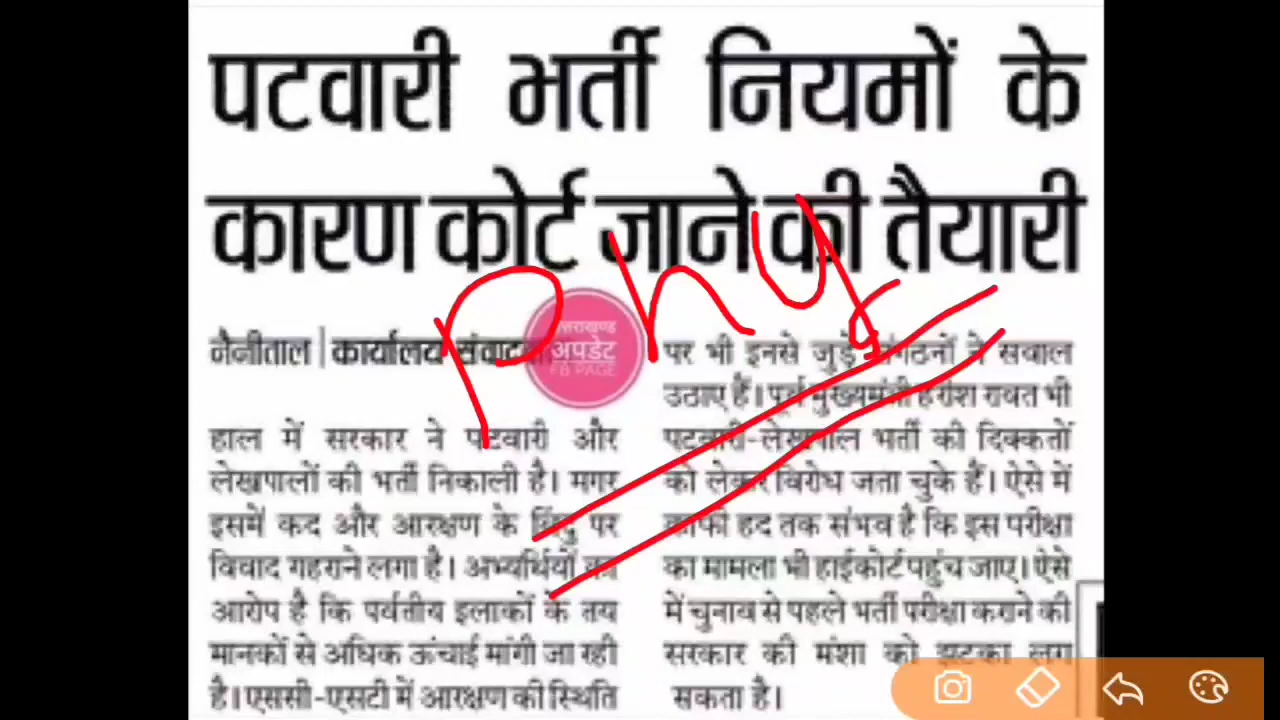 पटवारी भर्ती नियमों के
कारण कोर्ट जाने की तैयारी
नैनीताल | कार्यालय
उत्तराखण्ड
अपडेट
FB PAGE
हाल में सरकार ने पटवारी और
लेखपालों की भर्ती निकाली है। मगर
इसमें कद और आरक्षण के बिंदु पर
विवाद गहराने लगा है। अभ्यर्थियों का
आरोप है कि पर्वतीय इलाकों के तय
मानकों से अधिक ऊंचाई मांगी जा रही
है। एससी-एसटी में आरक्षण की स्थिति
पर भी इनसे जुड़े संगठनों ने सवाल
उठाए हैं। पूर्व मुख्यमंत्री हरीश रावत भी
पटवारी-लेखपाल भर्ती की दिक्कतों
को लेकर विरोध जता चुके हैं। ऐसे में
काफी हद तक संभव है कि इस परीक्षा
का मामला भी हाईकोर्ट पहुंच जाए। ऐसे
में चुनाव से पहले भर्ती परीक्षा कराने की
सरकार की मंशा को झटका लग
सकता है।
Phy